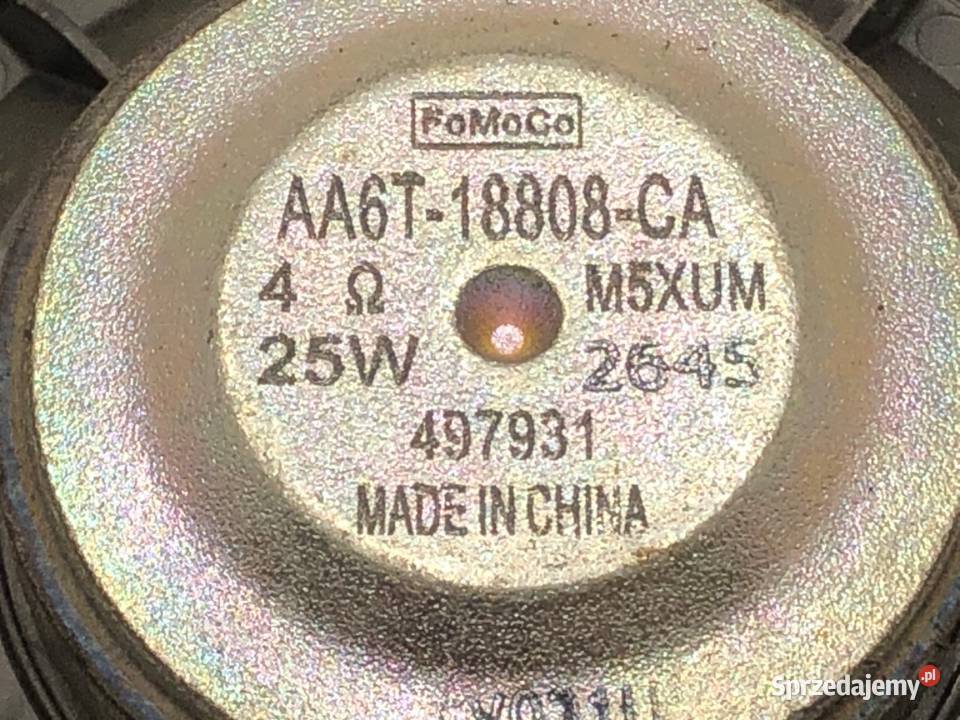 FoMoCo
AA6T-18808-CA
4 Ω M5XUM
25W 2645
497931
MADE IN CHINA
Sprzedajemy.pl